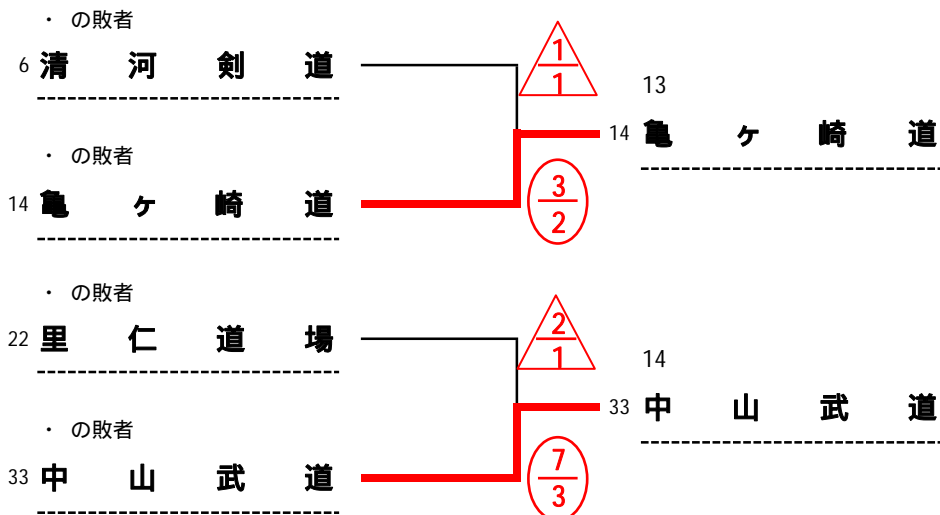 ・ の敗者
6 清河剣道
1
1
13
14 亀ヶ崎道
・ の敗者
14 亀ヶ崎道
3
2
・ の敗者
22 里仁道場
2
1
14
33 中山武道
・ の敗者
33 中山武道
7
3